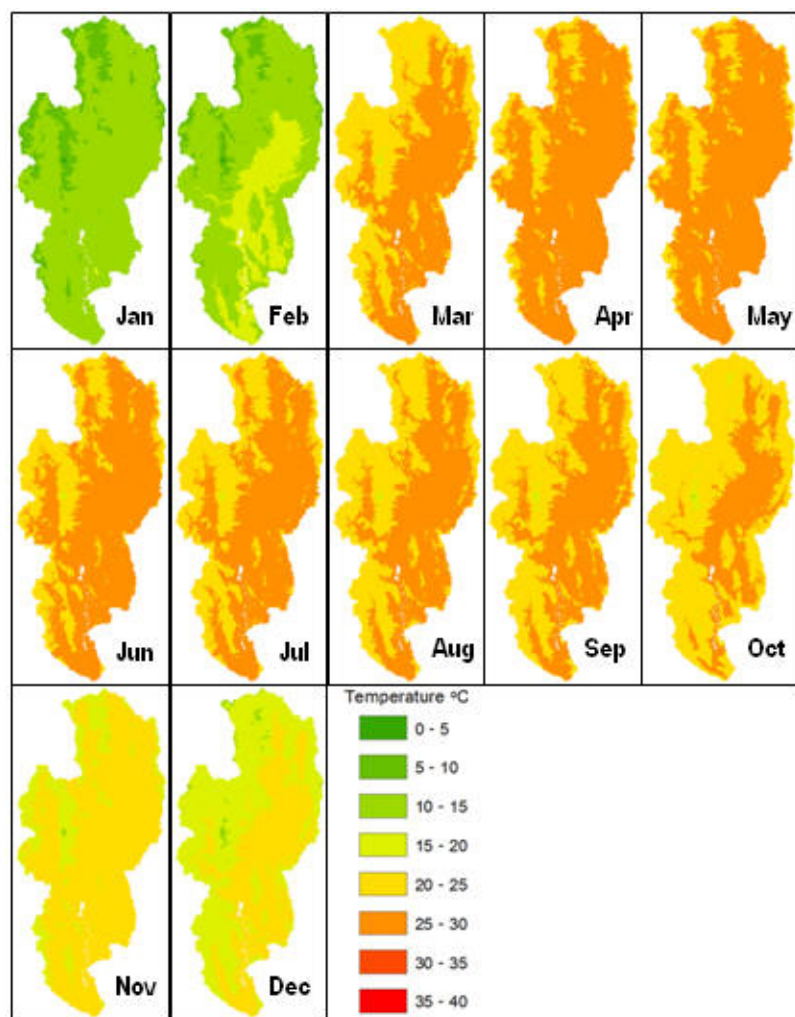 Jan
Feb
Mar
Apr
May
Jun
Jul
Aug
Sep
Oct
Nov
Dec
Temperature ºC
0 - 5
5 - 10
10 - 15
15 - 20
20 - 25
25 - 30
30 - 35
35 - 40